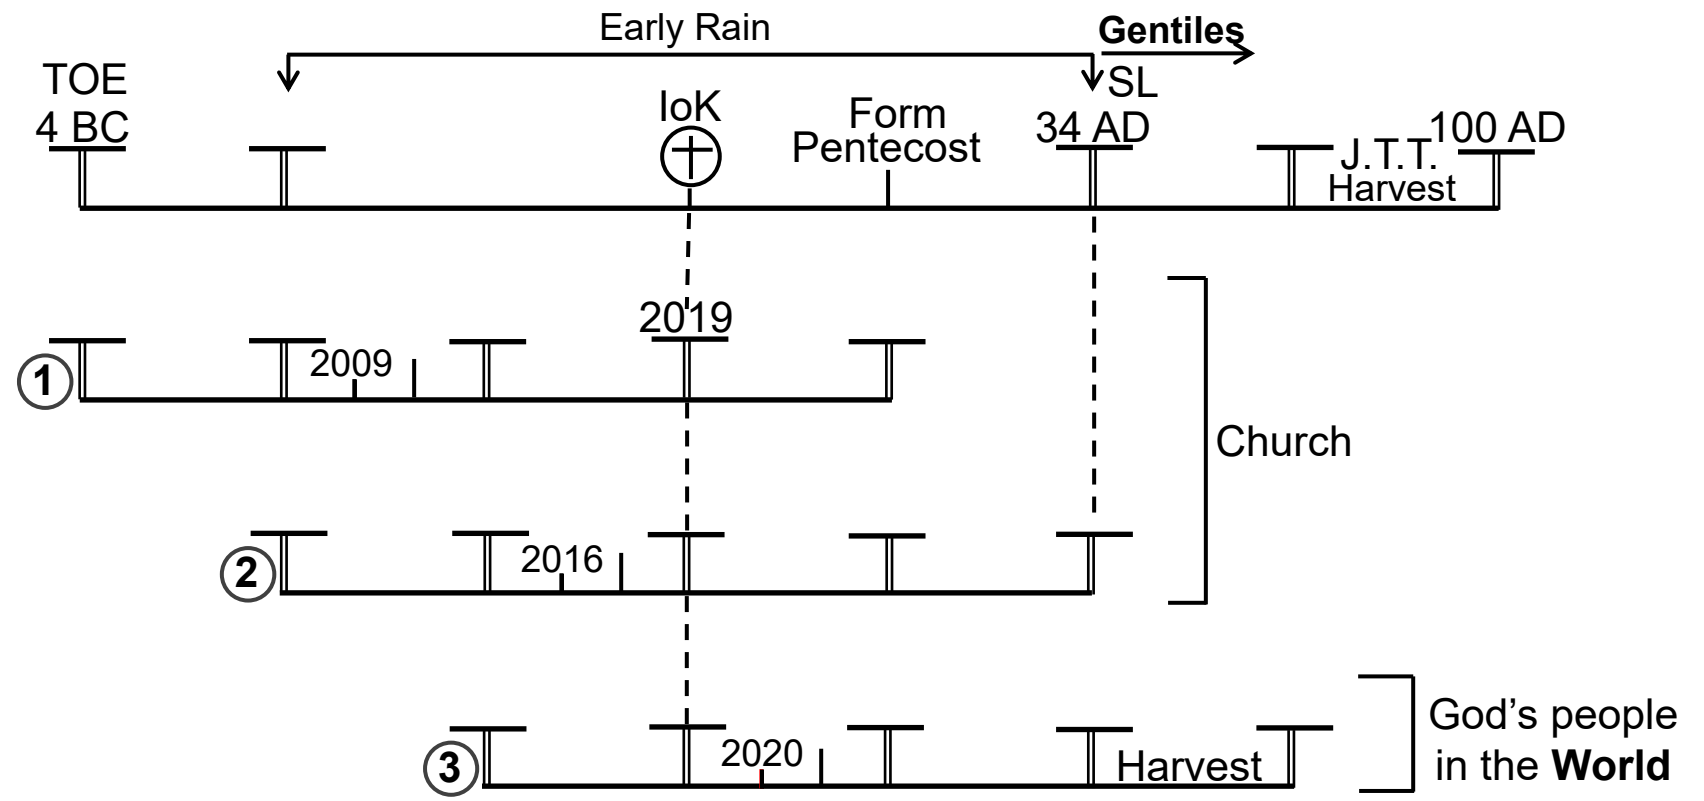 Early Rain
Gentiles
TOE
4 BC
IoK
Form
Pentecost
SL
34 AD
J.T.T.
Harvest
100 AD
2019
1
2009
Church
2
2016
3
2020
Harvest
God’s people
in the World